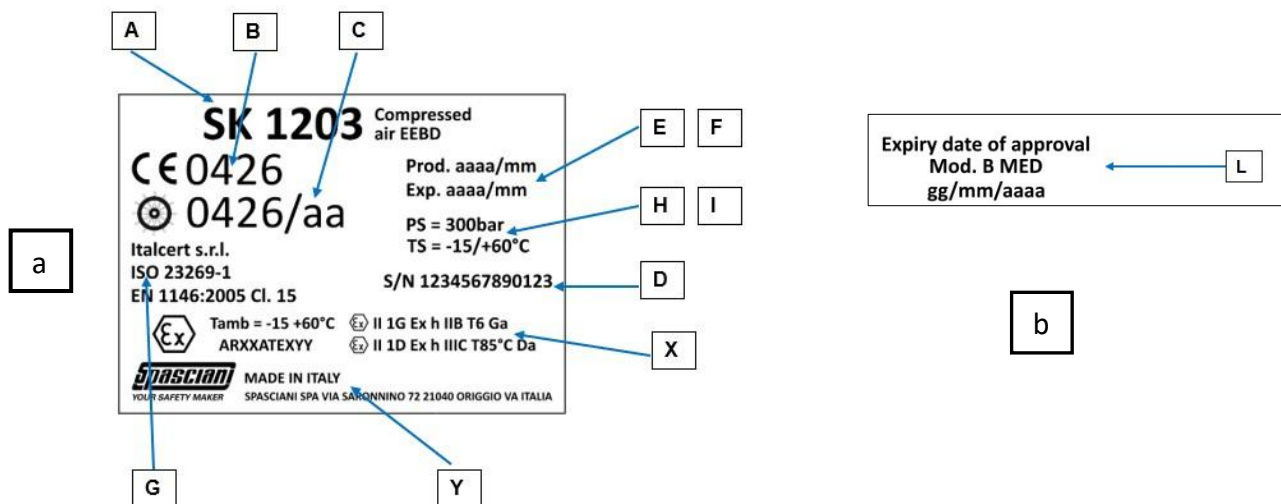 A B C
SK 1203 Compressed
air EEBD
CE 0426
0426/aa
Prod. aaaa/mm
Exp. aaaa/mm
E F
PS = 300bar
TS = -15/+60°C
H I
Italcert s.r.l.
ISO 23269-1
EN 1146:2005 Cl. 15
S/N 1234567890123
D
a
Ex Tamb = -15 +60°C
ARXXATEXYY
Ex II 1G Ex h IIB T6 Ga
Ex II 1D Ex h IIIC T85°C Da
X
spasciani
YOUR SAFETY MAKER
MADE IN ITALY
SPASCIANI SPA VIA SARONNINO 72 21040 ORIGGIO VA ITALIA
G Y
Expiry date of approval
Mod. B MED
gg/mm/aaaa
L
b